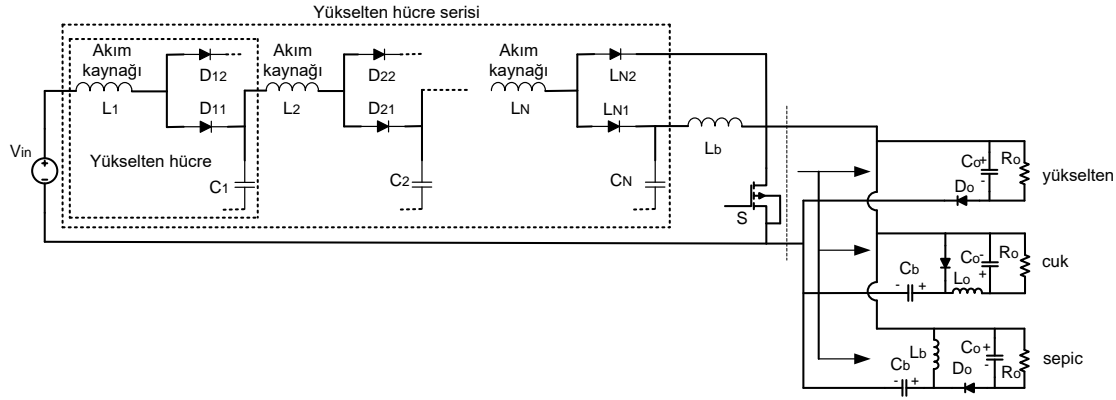 Yükselten hücre serisi
Akım kaynağı
Akım kaynağı
Akım kaynağı
D12
D22
LN2
L1
D11
L2
D21
LN
LN1
Lb
Vin
+
-
Yükselten hücre
C1
C2
CN
S
Co
+
-
Ro
Do
yükselten
Cb
-
+
Co
-
+
Lo
Ro
cuk
Lb
Co
+
-
Ro
Cb
-
+
Do
sepic